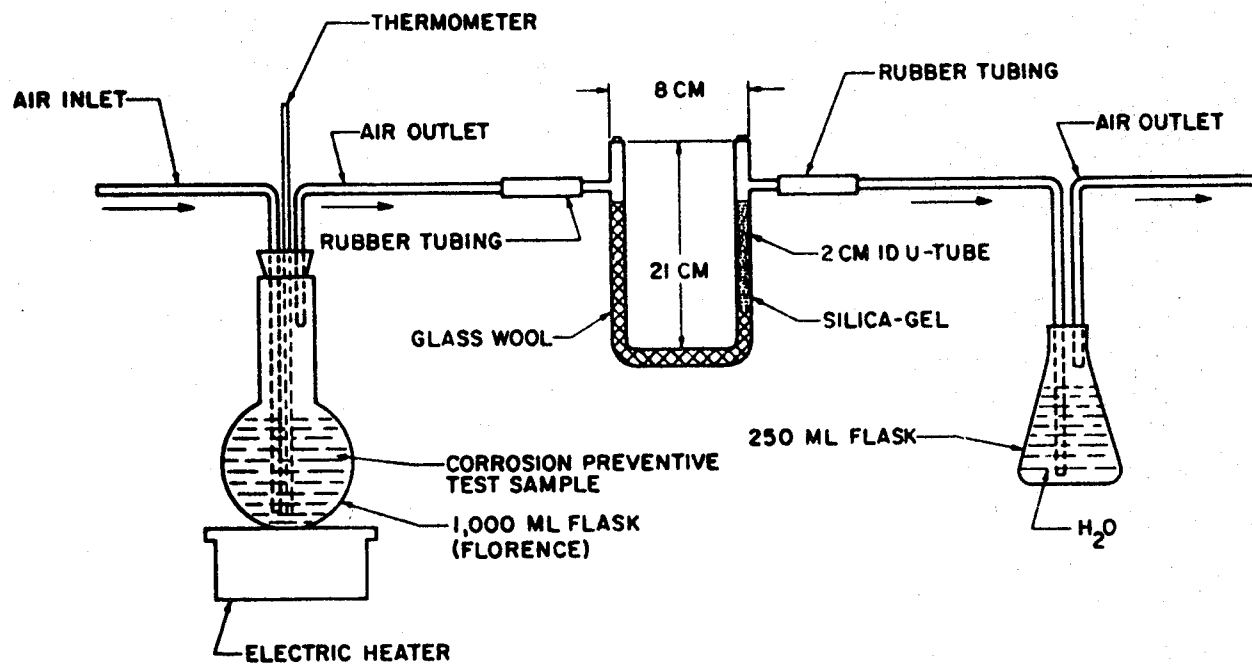 THERMOMETER
AIR INLET
AIR OUTLET
RUBBER TUBING
8 CM
21 CM
RUBBER TUBING
AIR OUTLET
2 CM ID U-TUBE
SILICA-GEL
GLASS WOOL
CORROSION PREVENTIVE
TEST SAMPLE
1,000 ML FLASK
(FLORENCE)
ELECTRIC HEATER
250 ML FLASK
H2O